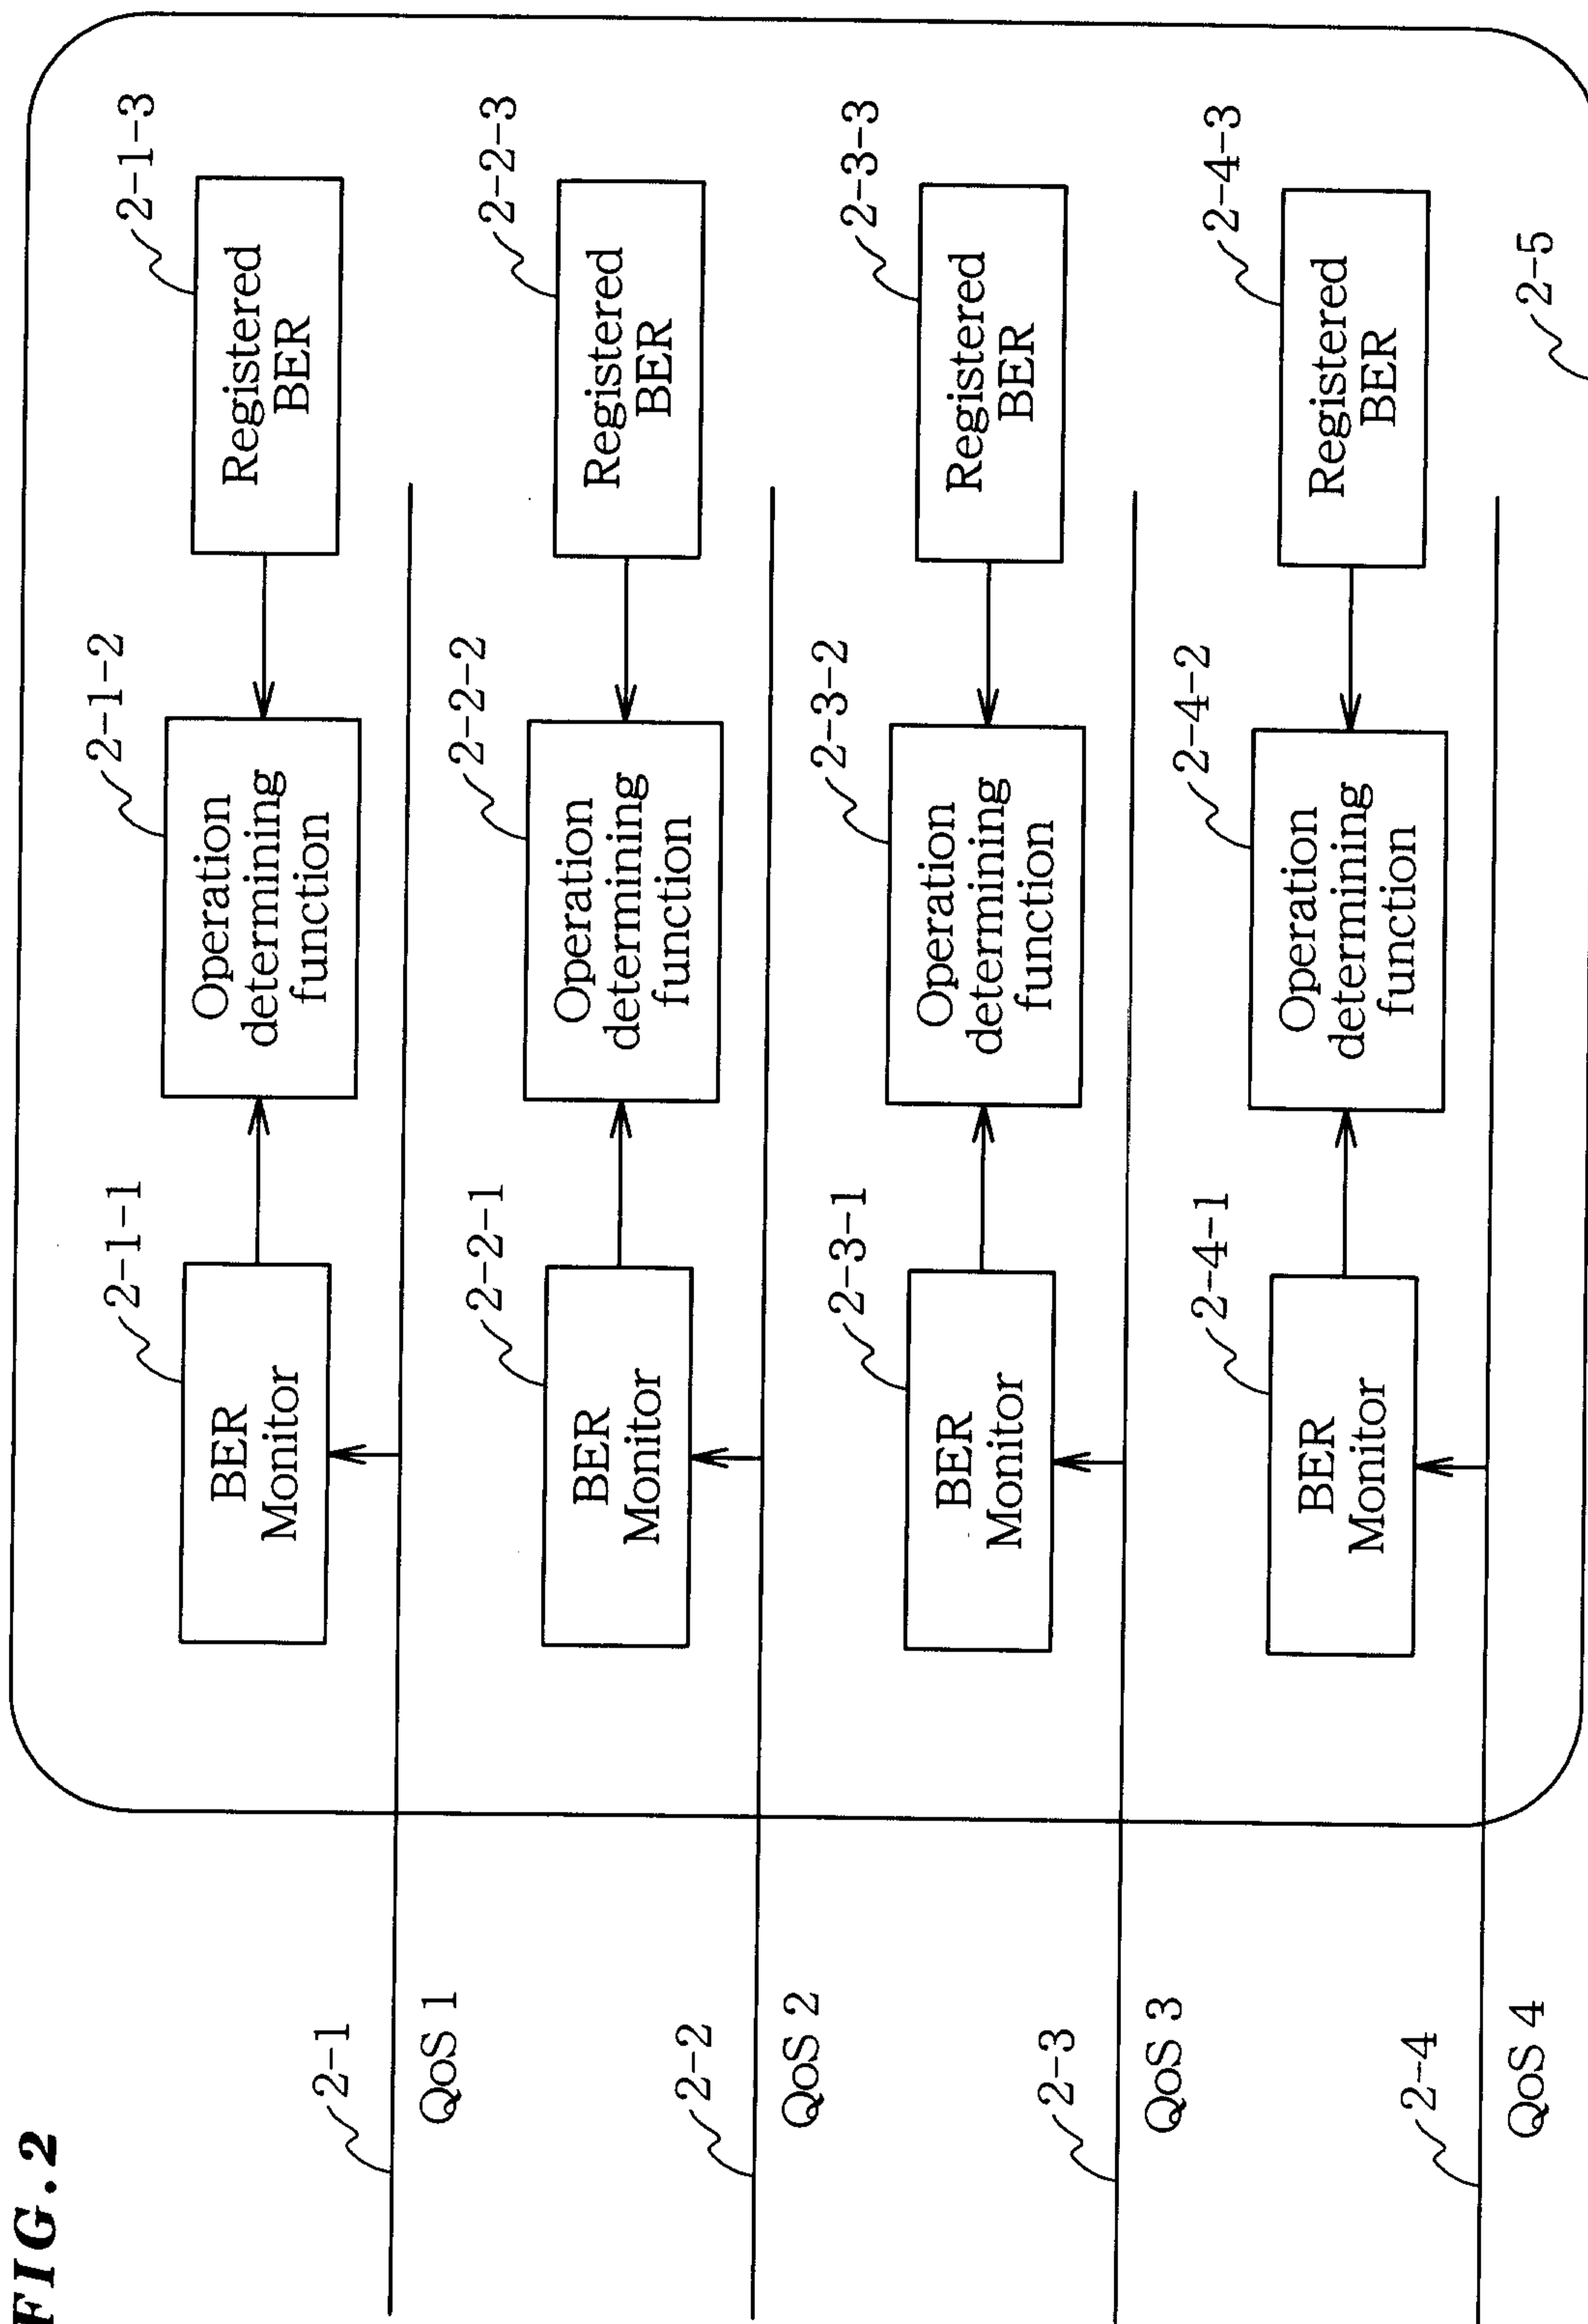 FIG.2
2-1-1
2-1-2
2-1-3
BER
Monitor
Operation
determining
function
Registered
BER
2-1
QoS 1
2-2-1
2-2-2
2-2-3
BER
Monitor
Operation
determining
function
Registered
BER
2-2
QoS 2
2-3-1
2-3-2
2-3-3
BER
Monitor
Operation
determining
function
Registered
BER
2-3
QoS 3
2-4-1
2-4-2
2-4-3
BER
Monitor
Operation
determining
function
Registered
BER
2-4
QoS 4
2-5